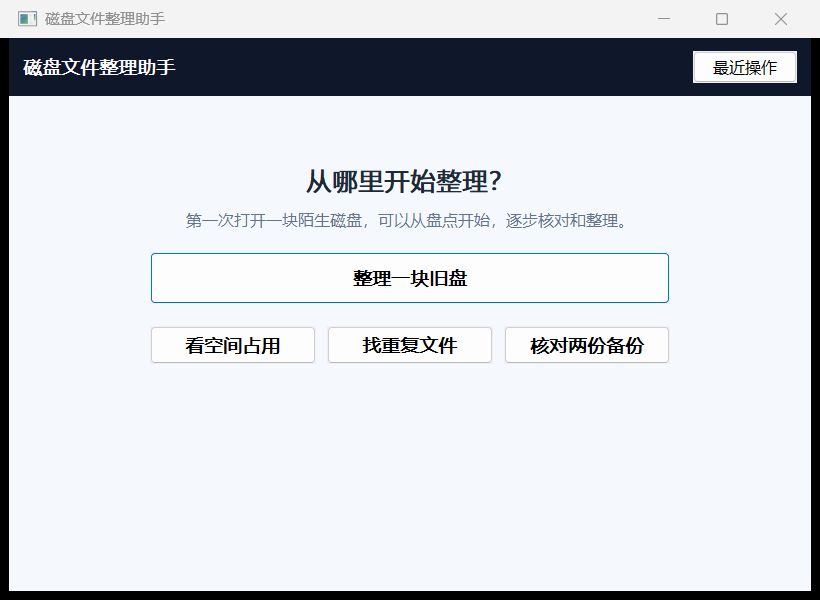 磁盘文件整理助手
磁盘文件整理助手
最近操作
从哪里开始整理？
第一次打开一块陌生磁盘，可以从盘点开始，逐步核对和整理。
整理一块旧盘
看空间占用
找重复文件
核对两份备份